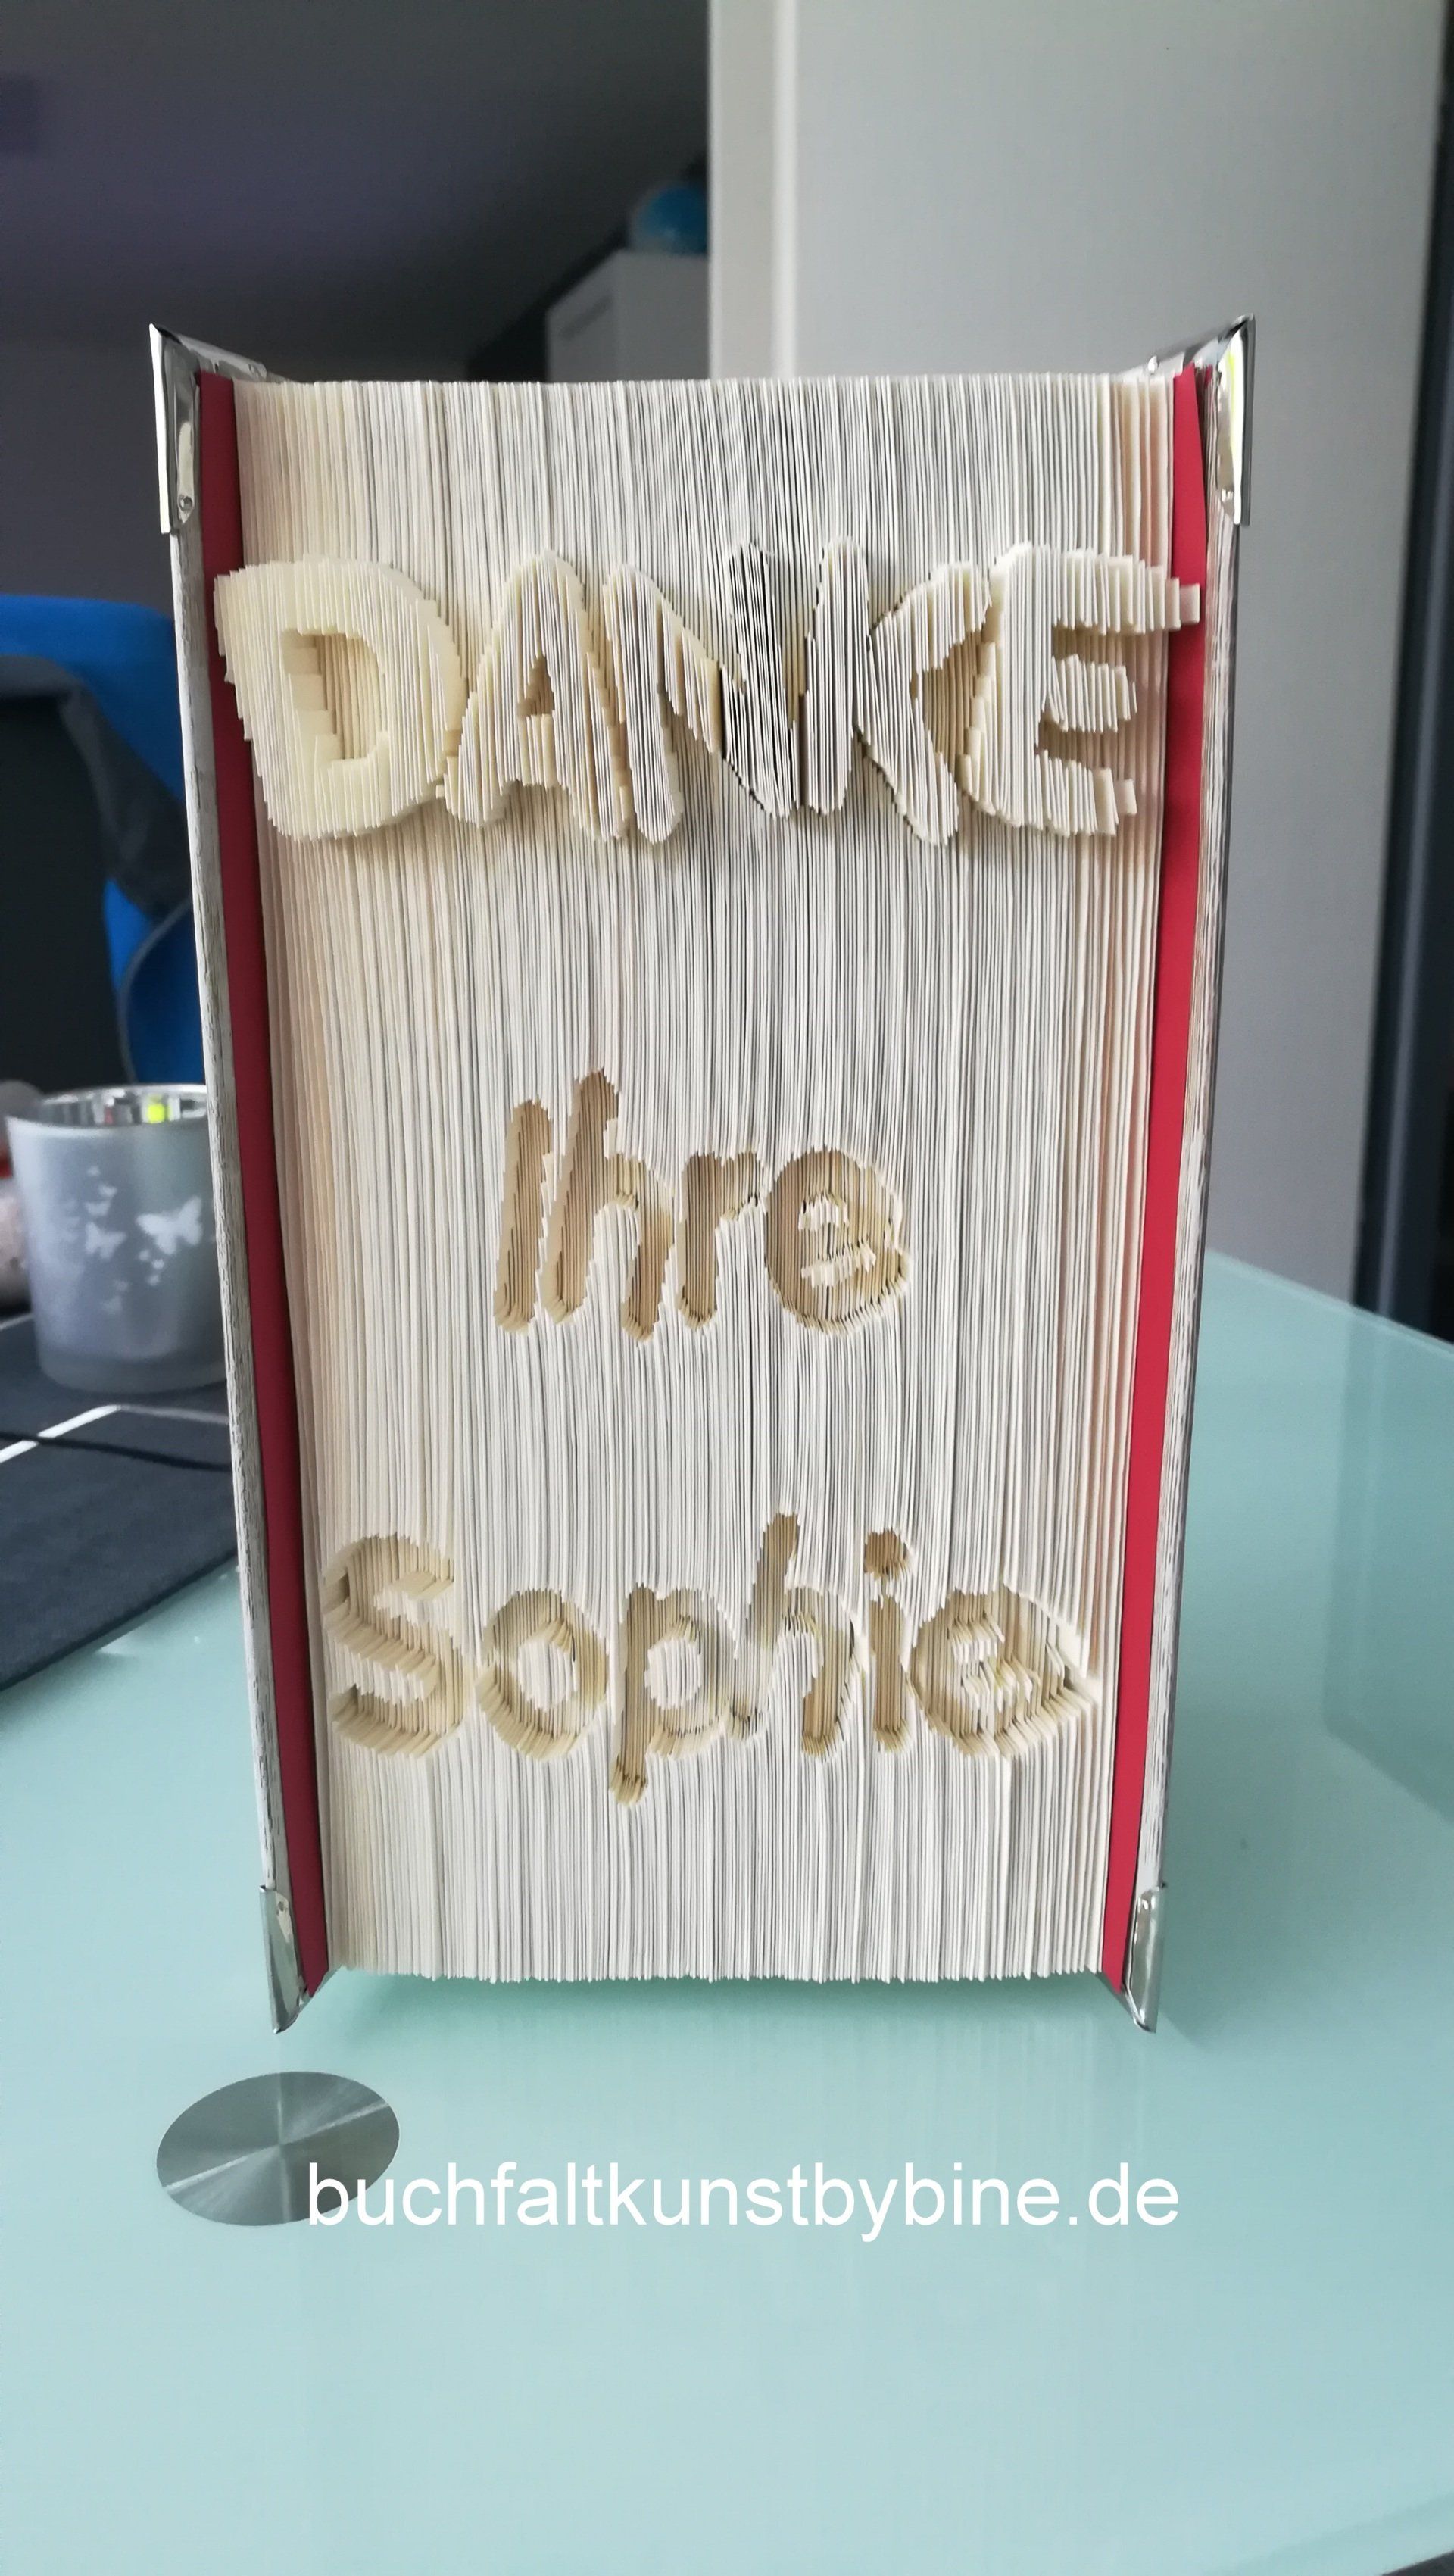 DANKE
Ihre
Sophie
buchfaltkunstbybine.de